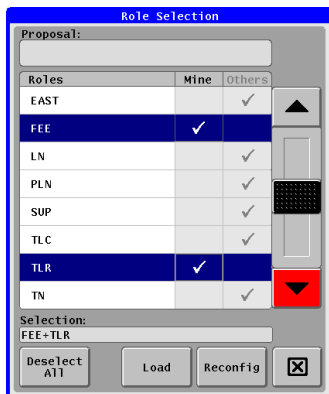 Role Selection
Proposal:
Roles Mine Others
EAST ✓
FEE ✓
LN ✓
PLN ✓
SUP ✓
TLC ✓
TLR ✓
TN ✓
Selection:
FEE+TLR
Deselect All Load Reconfig